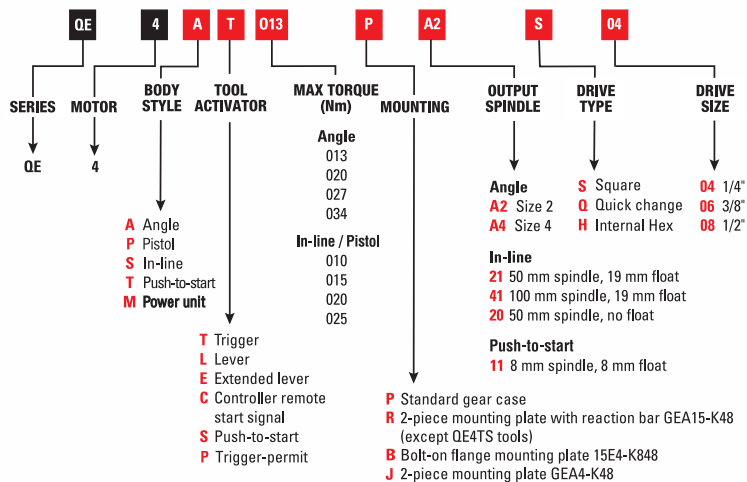 QE 4 A T 013 P A2 S 04
SERIES
MOTOR
BODY
STYLE
TOOL
ACTIVATOR
MAX TORQUE
(Nm)
MOUNTING
OUTPUT
SPINDLE
DRIVE
TYPE
DRIVE
SIZE
QE
4
A Angle
P Pistol
S In-line
T Push-to-start
M Power unit
T Trigger
L Lever
E Extended lever
C Controller remote
start signal
S Push-to-start
P Trigger-permit
Angle
013
020
027
034
In-line / Pistol
010
015
020
025
P Standard gear case
R 2-piece mounting plate with reaction bar GEA15-K48
(except QE4TS tools)
B Bolt-on flange mounting plate 15E4-K848
J 2-piece mounting plate GEA4-K48
Angle
A2 Size 2
A4 Size 4
In-line
21 50 mm spindle, 19 mm float
41 100 mm spindle, 19 mm float
20 50 mm spindle, no float
Push-to-start
11 8 mm spindle, 8 mm float
S Square
Q Quick change
H Internal Hex
04 1/4"
06 3/8"
08 1/2"